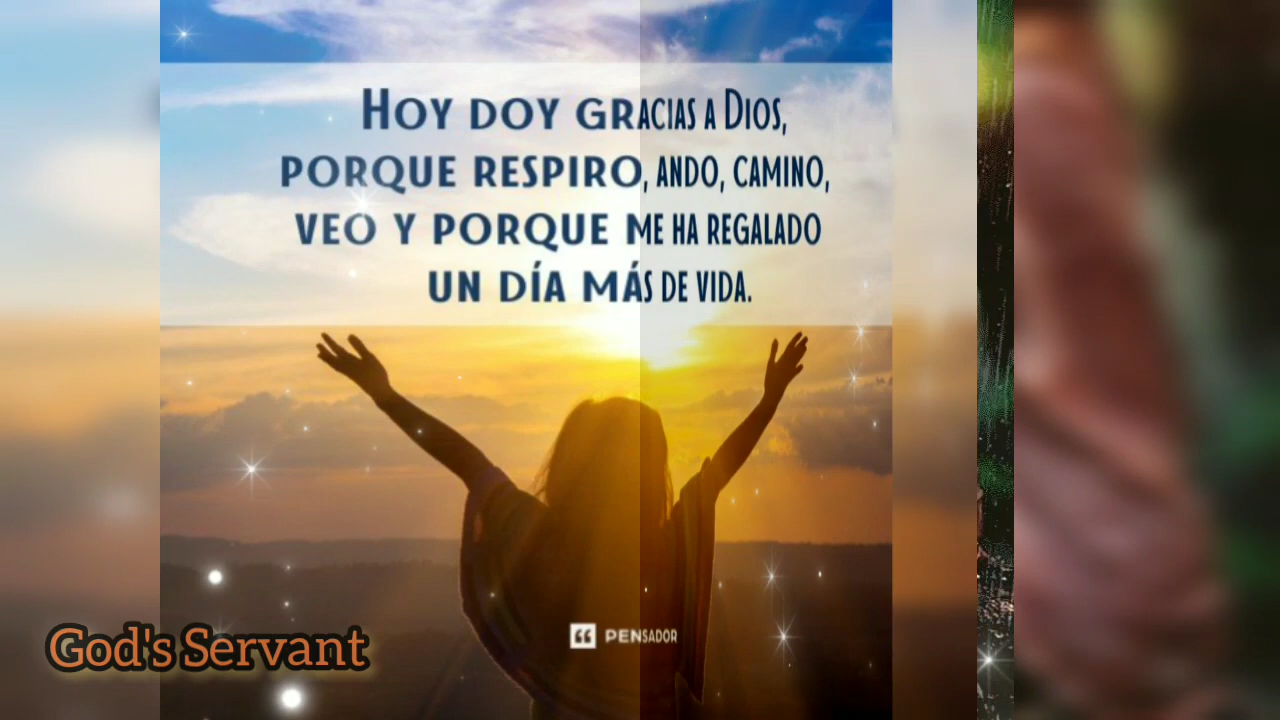 Hoy doy gracias a Dios,
porque respiro, ando, camino,
veo y porque me ha regalado
un día más de vida.
PENSADOR
God's Servant